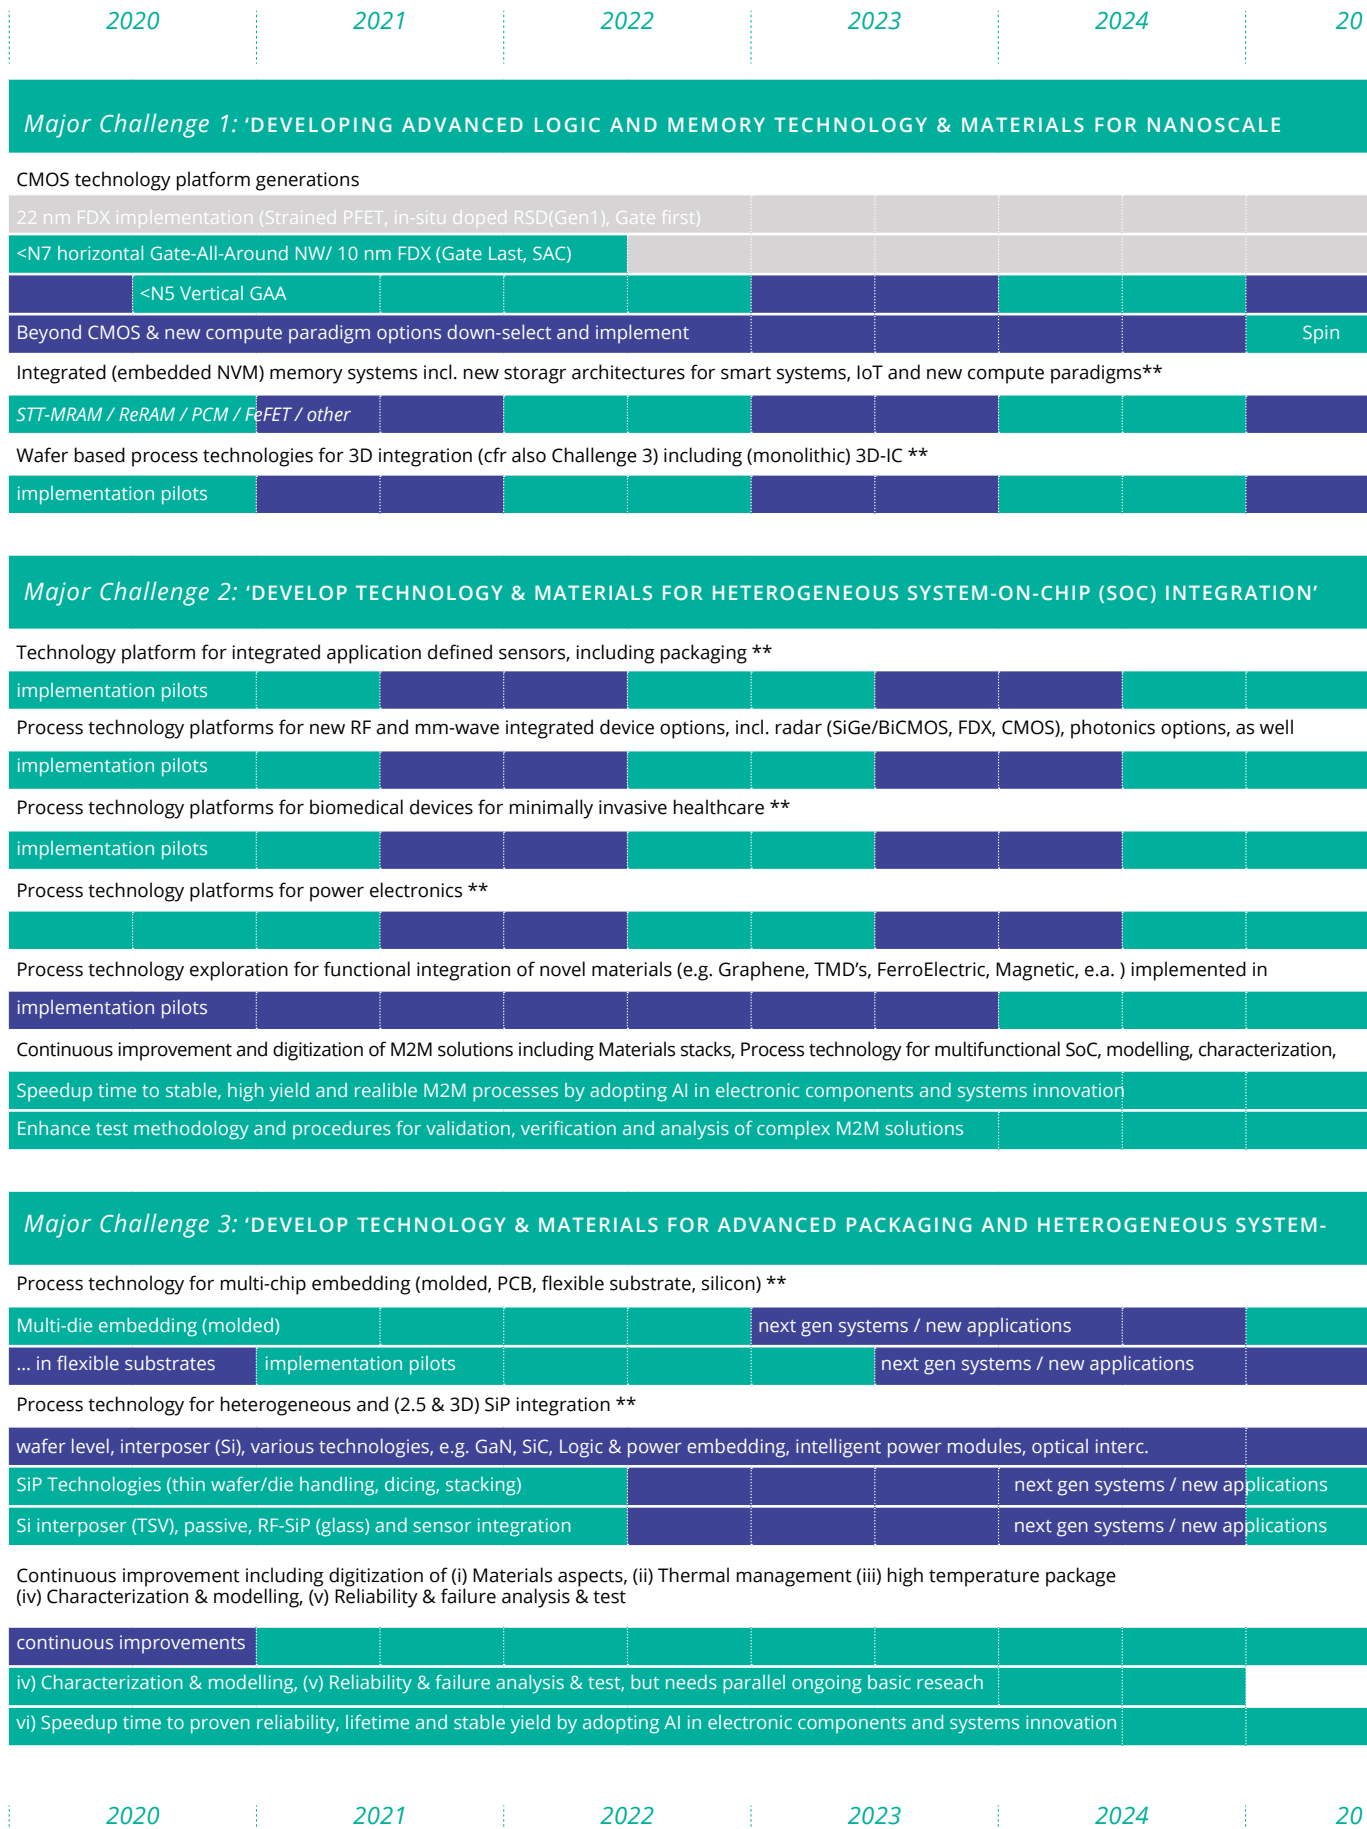 2020 2021 2022 2023 2024 20
Major Challenge 1: ‘DEVELOPING ADVANCED LOGIC AND MEMORY TECHNOLOGY & MATERIALS FOR NANOSCALE
CMOS technology platform generations
22 nm FDX implementation (Strained PFET, in-situ doped RSD(Gen1), Gate first)
<N7 horizontal Gate-All-Around NW/ 10 nm FDX (Gate Last, SAC)
<N5 Vertical GAA
Beyond CMOS & new compute paradigm options down-select and implement Spin
Integrated (embedded NVM) memory systems incl. new storagr architectures for smart systems, IoT and new compute paradigms**
STT-MRAM / ReRAM / PCM / FeFET / other
Wafer based process technologies for 3D integration (cfr also Challenge 3) including (monolithic) 3D-IC **
implementation pilots
Major Challenge 2: ‘DEVELOP TECHNOLOGY & MATERIALS FOR HETEROGENEOUS SYSTEM-ON-CHIP (SOC) INTEGRATION’
Technology platform for integrated application defined sensors, including packaging **
implementation pilots
Process technology platforms for new RF and mm-wave integrated device options, incl. radar (SiGe/BiCMOS, FDX, CMOS), photonics options, as well
implementation pilots
Process technology platforms for biomedical devices for minimally invasive healthcare **
implementation pilots
Process technology platforms for power electronics **
Process technology exploration for functional integration of novel materials (e.g. Graphene, TMD’s, FerroElectric, Magnetic, e.a. ) implemented in
implementation pilots
Continuous improvement and digitization of M2M solutions including Materials stacks, Process technology for multifunctional SoC, modelling, characterization,
Speedup time to stable, high yield and realible M2M processes by adopting AI in electronic components and systems innovation
Enhance test methodology and procedures for validation, verification and analysis of complex M2M solutions
Major Challenge 3: ‘DEVELOP TECHNOLOGY & MATERIALS FOR ADVANCED PACKAGING AND HETEROGENEOUS SYSTEM-
Process technology for multi-chip embedding (molded, PCB, flexible substrate, silicon) **
Multi-die embedding (molded) next gen systems / new applications
... in flexible substrates implementation pilots next gen systems / new applications
Process technology for heterogeneous and (2.5 & 3D) SiP integration **
wafer level, interposer (Si), various technologies, e.g. GaN, SiC, Logic & power embedding, intelligent power modules, optical interc.
SiP Technologies (thin wafer/die handling, dicing, stacking) next gen systems / new applications
Si interposer (TSV), passive, RF-SiP (glass) and sensor integration next gen systems / new applications
Continuous improvement including digitization of (i) Materials aspects, (ii) Thermal management (iii) high temperature package
(iv) Characterization & modelling, (v) Reliability & failure analysis & test
continuous improvements
iv) Characterization & modelling, (v) Reliability & failure analysis & test, but needs parallel ongoing basic reseach
vi) Speedup time to proven reliability, lifetime and stable yield by adopting AI in electronic components and systems innovation
2020 2021 2022 2023 2024 20